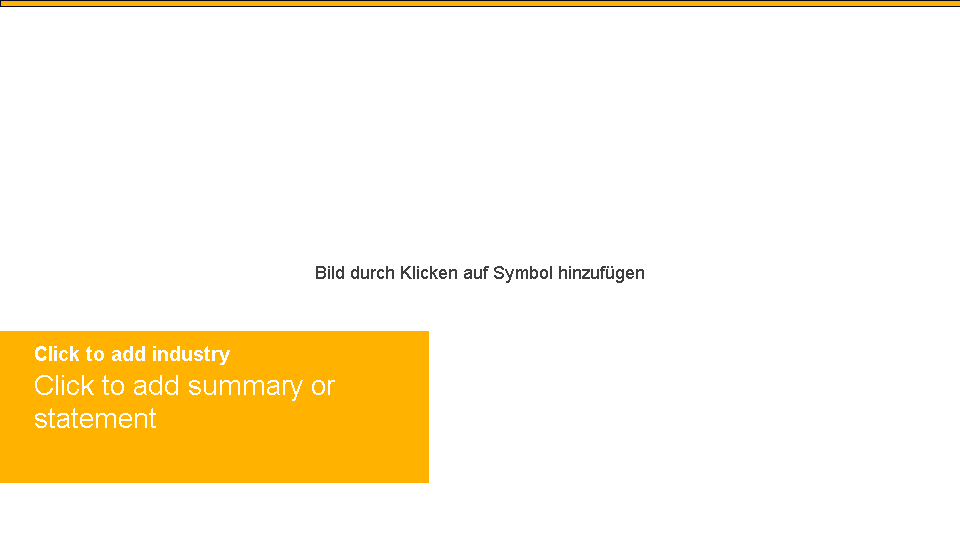 Bild durch Klicken auf Symbol hinzufügen
Click to add industry
Click to add summary or
statement